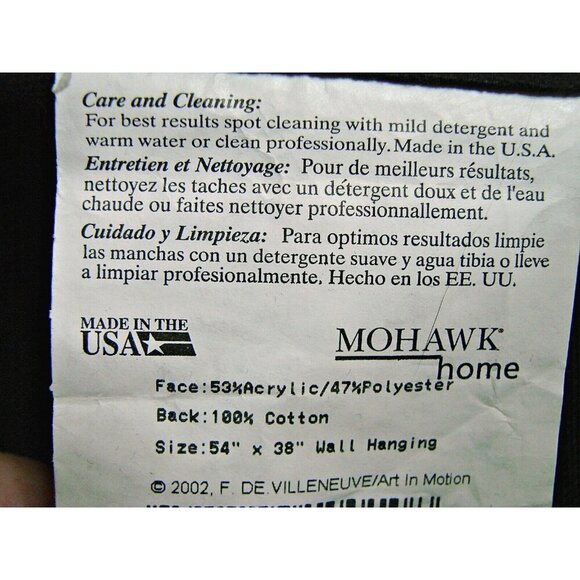 Care and Cleaning:
For best results spot cleaning with mild detergent and
warm water or clean professionally. Made in the U.S.A.
Entretien et Nettoyage: Pour de meilleurs résultats,
nettoyez les taches avec un détergent doux et de l'eau
chaude ou faites nettoyer professionnallement.
Cuidado y Limpieza: Para optimos resultados limpie
las manchas con un detergente suave y agua tibia o lleve
a limpiar profesionalmente. Hecho en los EE. UU.
MADE IN THE
USA
MOHAWK®
home
Face:53%Acrylic/47%Polyester
Back:100% Cotton
Size:54" x 38" Wall Hanging
© 2002, F. DE.VILLENEUVE/Art In Motion